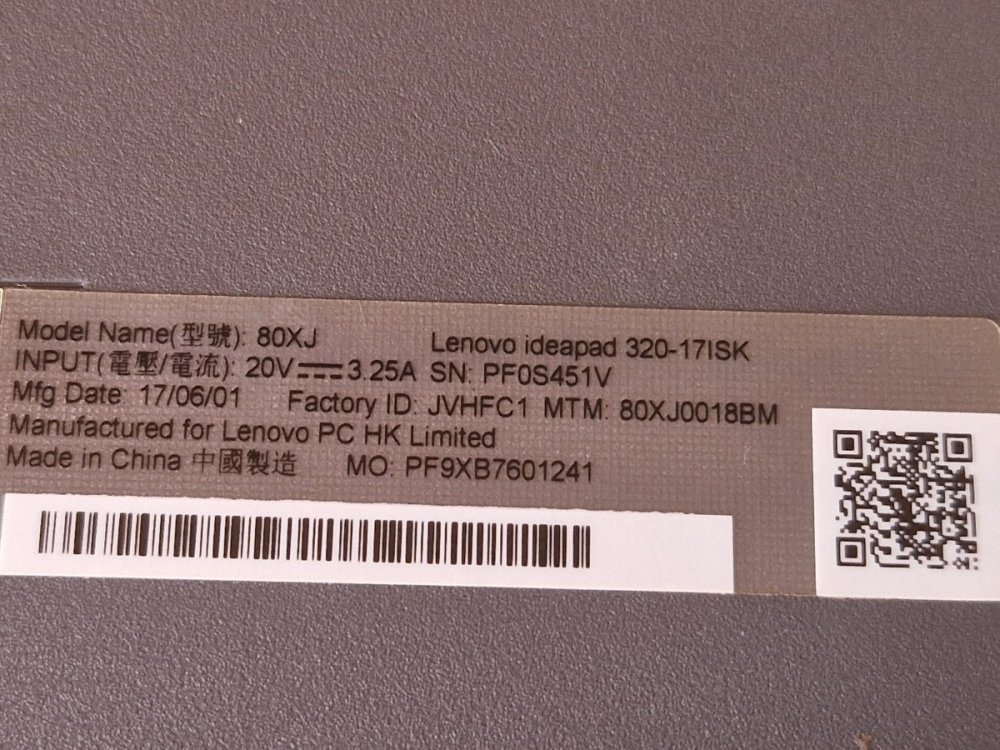 Model Name(型號): 80XJ Lenovo ideapad 320-17ISK
INPUT(電壓/電流): 20V⎓3.25A SN: PF0S451V
Mfg Date: 17/06/01 Factory ID: JVHFC1 MTM: 80XJ0018BM
Manufactured for Lenovo PC HK Limited
Made in China 中國製造 MO: PF9XB7601241